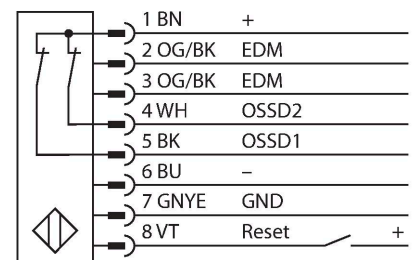 1 BN +
2 OG/BK EDM
3 OG/BK EDM
4 WH OSSD2
5 BK OSSD1
6 BU –
7 GNYE GND
8 VT Reset +